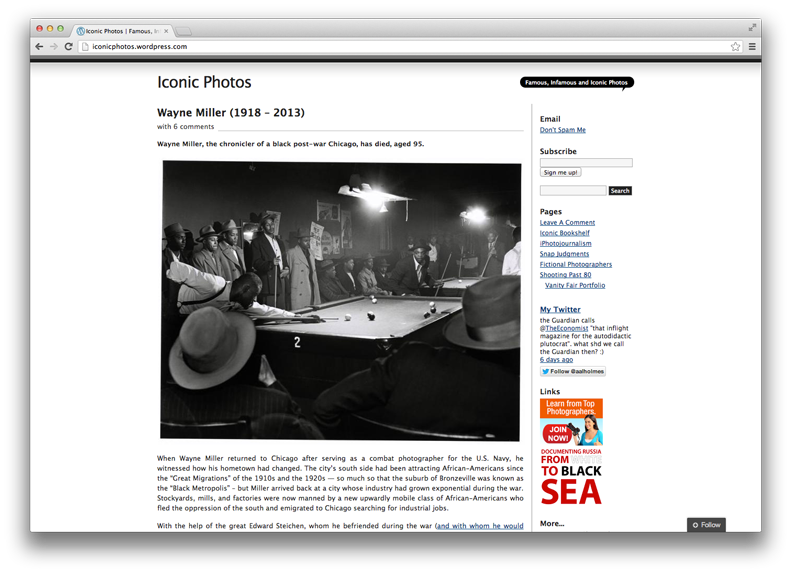 Iconic Photos | Famous, In
iconicphotos.wordpress.com
Iconic Photos
Famous, Infamous and Iconic Photos
Wayne Miller (1918 – 2013)
with 6 comments
Wayne Miller, the chronicler of a black post-war Chicago, has died, aged 95.
2
When Wayne Miller returned to Chicago after serving as a combat photographer for the U.S. Navy, he
witnessed how his hometown had changed. The city's south side had been attracting African-Americans since
the “Great Migrations” of the 1910s and the 1920s — so much so that the suburb of Bronzeville was known as
the “Black Metropolis” – but Miller arrived back at a city whose industry had grown exponential during the war.
Stockyards, mills, and factories were now manned by a new upwardly mobile class of African-Americans who
fled the oppression of the south and emigrated to Chicago searching for industrial jobs.
With the help of the great Edward Steichen, whom he befriended during the war (and with whom he would
Email
Don't Spam Me
Subscribe
Sign me up!
Search
Pages
Leave A Comment
Iconic Bookshelf
iPhotojournalism
Snap Judgments
Fictional Photographers
Shooting Past 80
Vanity Fair Portfolio
My Twitter
the Guardian calls
@TheEconomist "that inflight
magazine for the autodidactic
plutocrat". what shd we call
the Guardian then? :)
6 days ago
Follow @aalholmes
Links
Learn from Top
Photographers.
JOIN
NOW!
DOCUMENTING RUSSIA
FROM WHITE
TO BLACK
SEA
More...
Follow